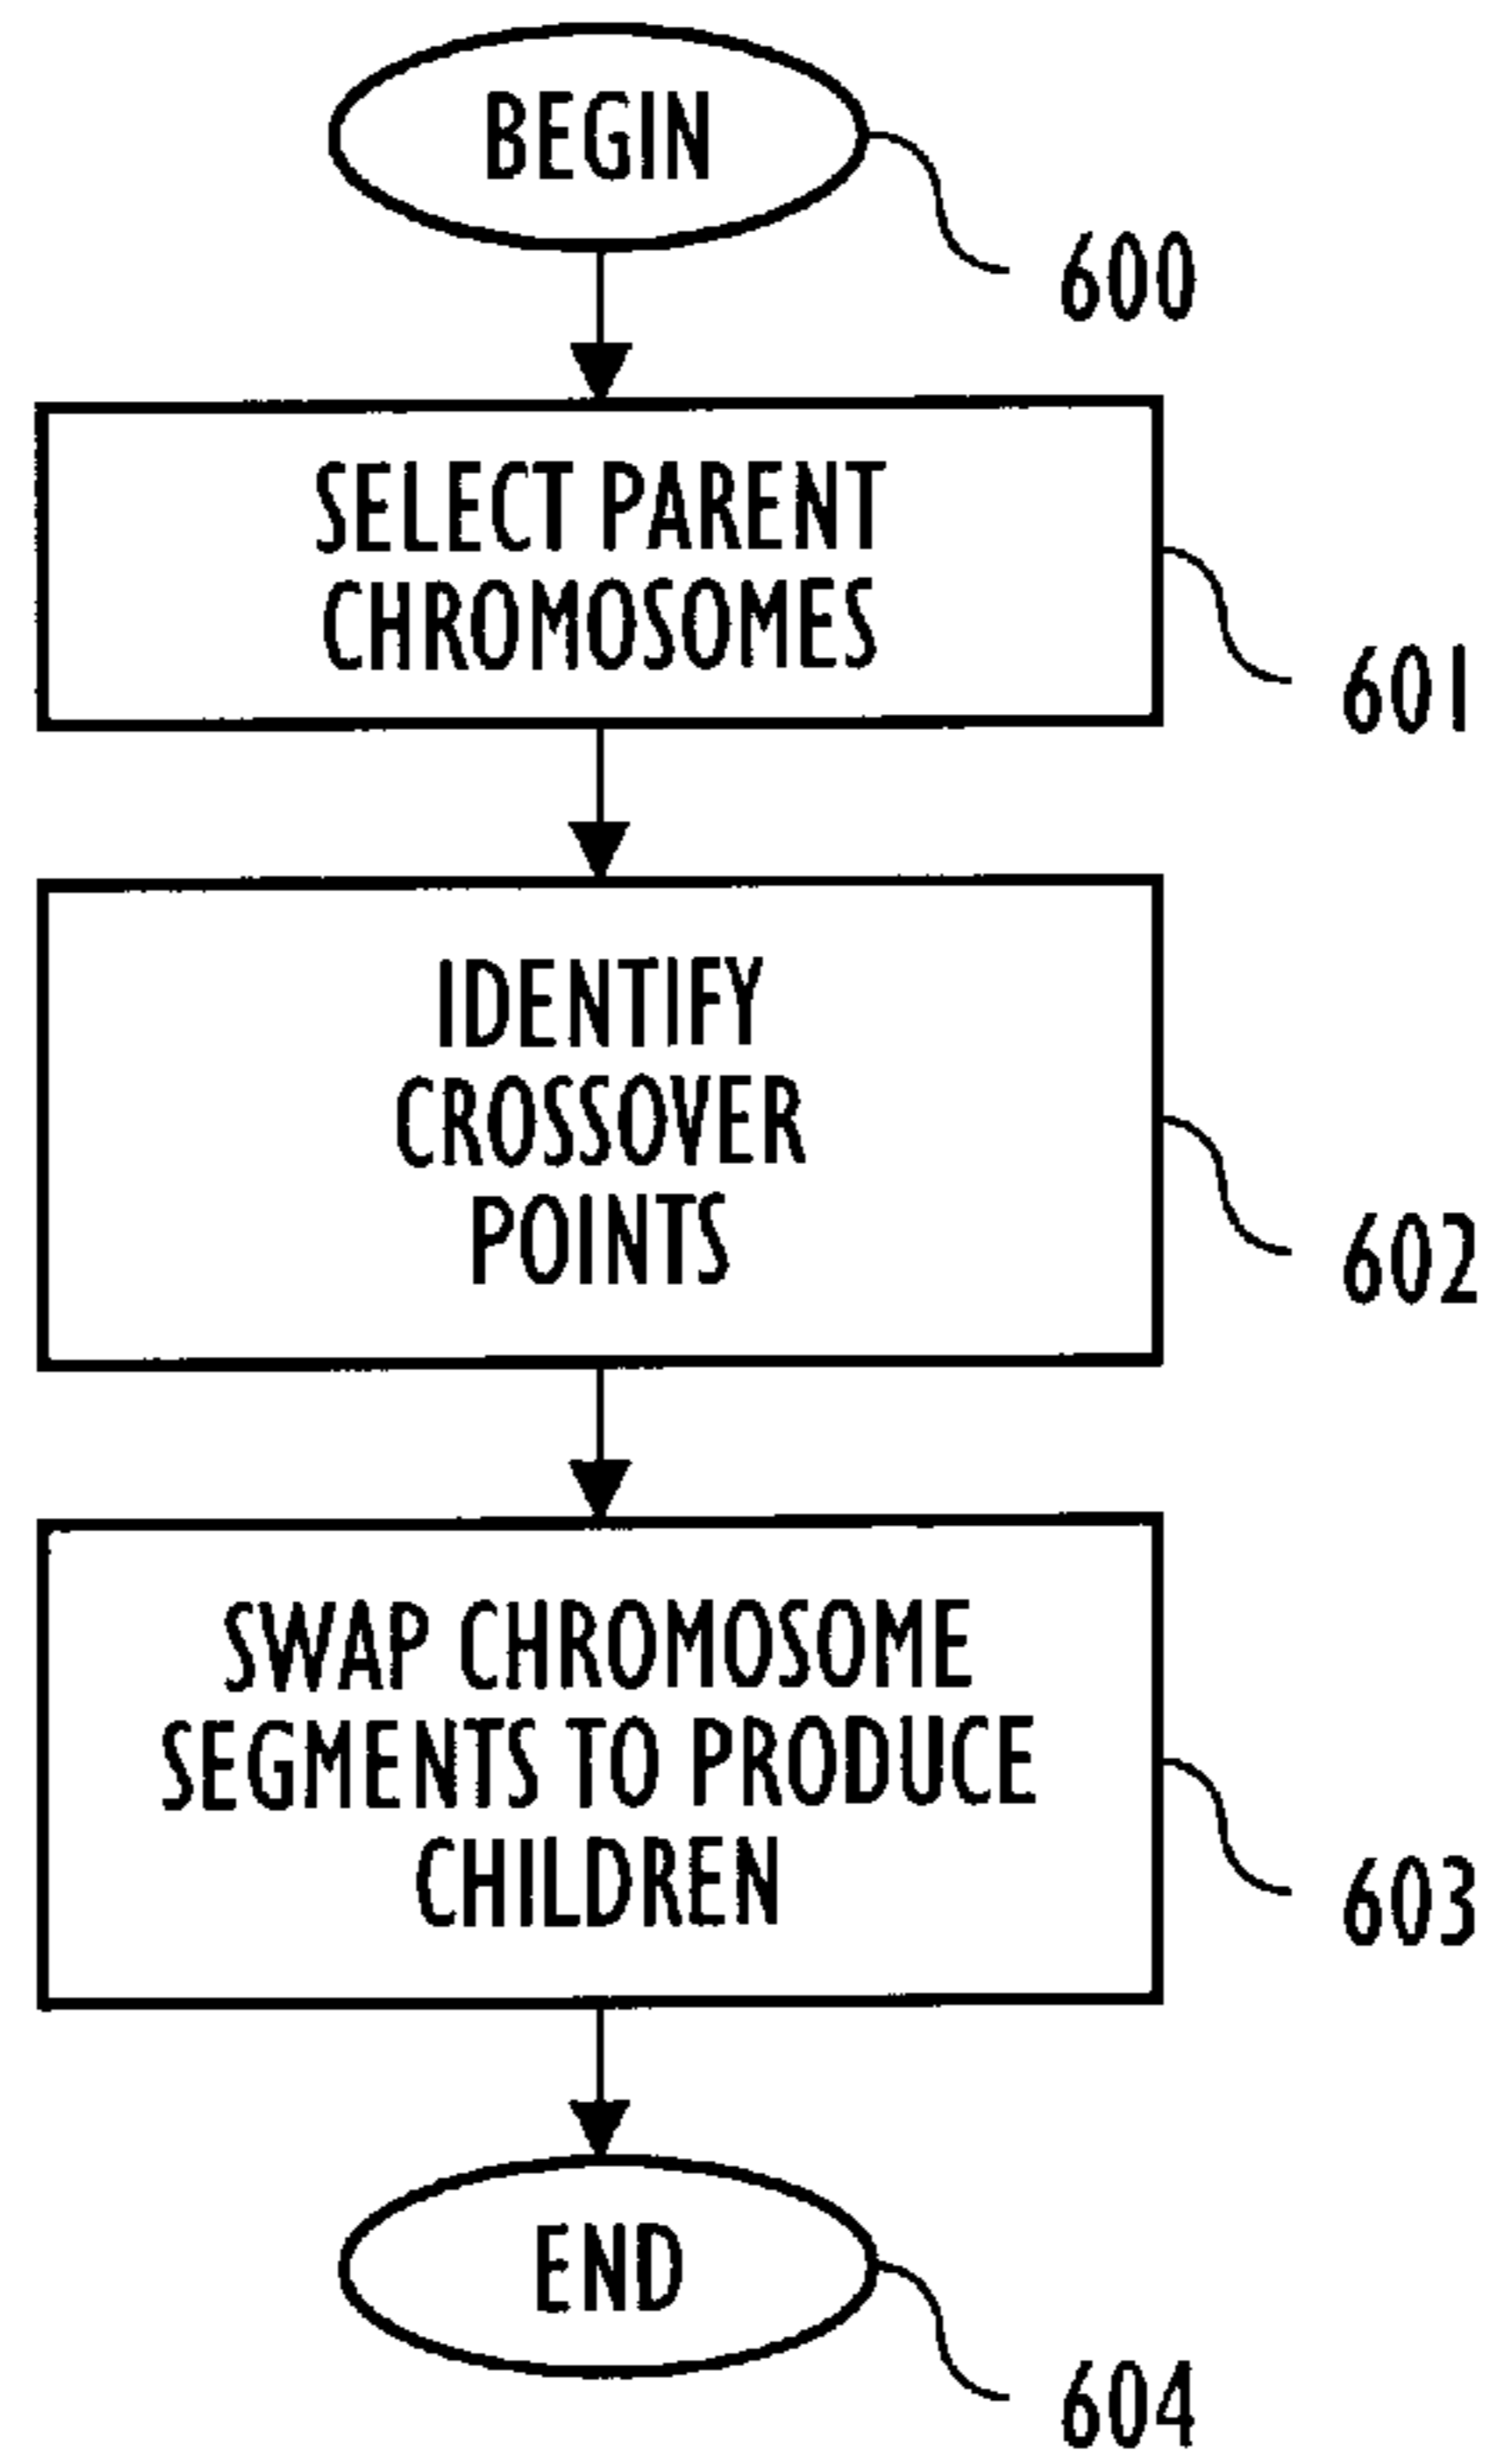 BEGIN
600
SELECT PARENT
CHROMOSOMES
601
IDENTIFY
CROSSOVER
POINTS
602
SWAP CHROMOSOME
SEGMENTS TO PRODUCE
CHILDREN
603
END
604